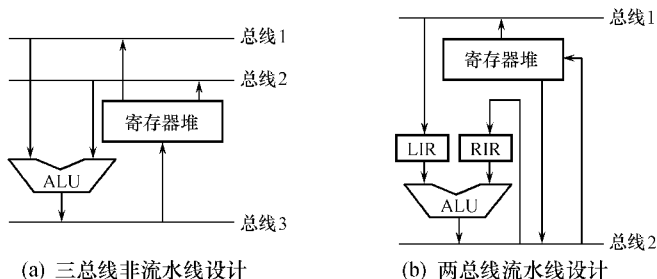 总线1
总线2
寄存器堆
ALU
总线3
(a) 三总线非流水线设计
总线1
寄存器堆
LIR
RIR
ALU
总线2
(b) 两总线流水线设计